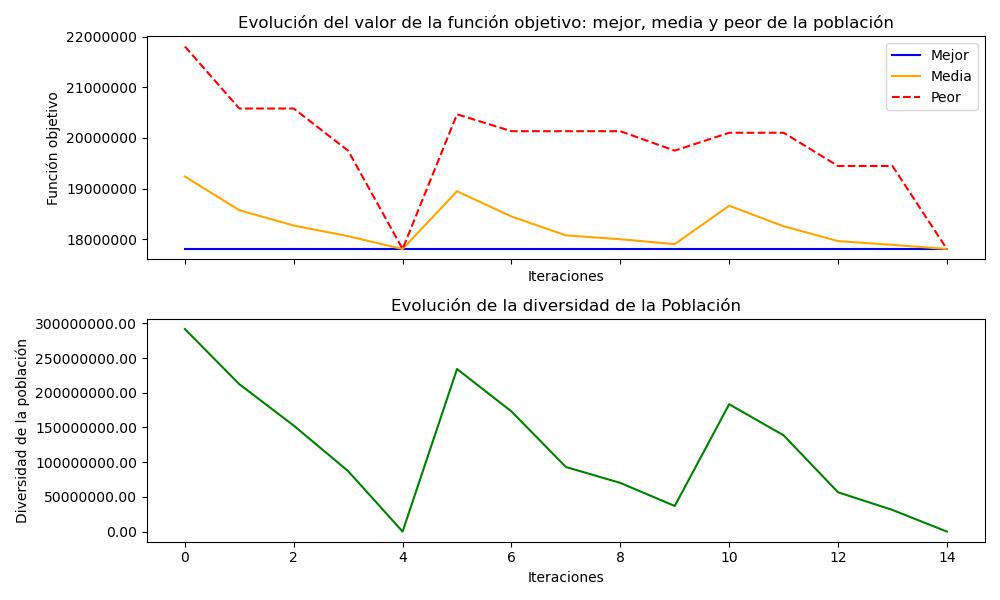 Evolución del valor de la función objetivo: mejor, media y peor de la población
22000000
21000000
20000000
19000000
18000000
Función objetivo
Mejor
Media
Peor
Iteraciones
Evolución de la diversidad de la Población
300000000.00
250000000.00
200000000.00
150000000.00
100000000.00
50000000.00
0.00
Diversidad de la población
0 2 4 6 8 10 12 14
Iteraciones